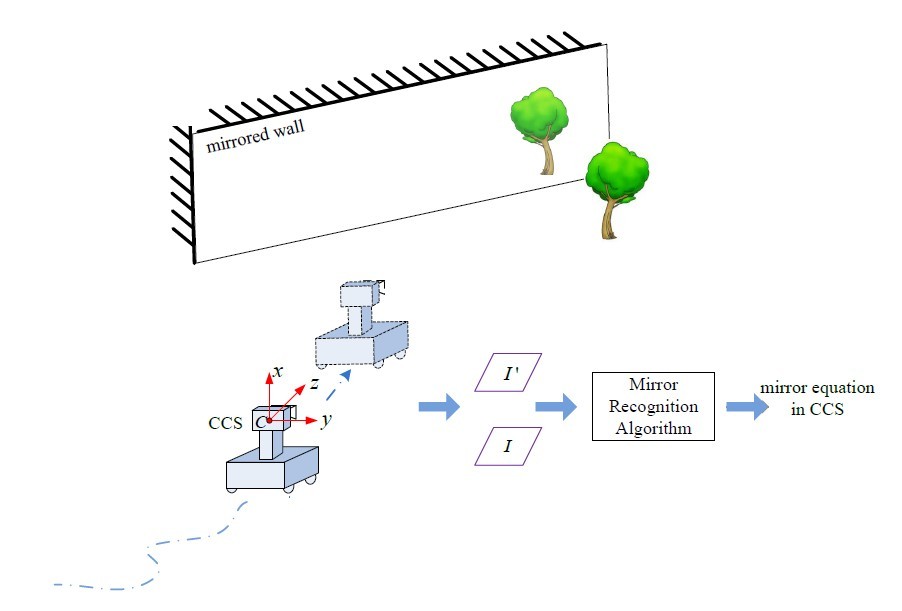 mirrored wall
x
z
CCS C y
I'
I
Mirror
Recognition
Algorithm
mirror equation
in CCS